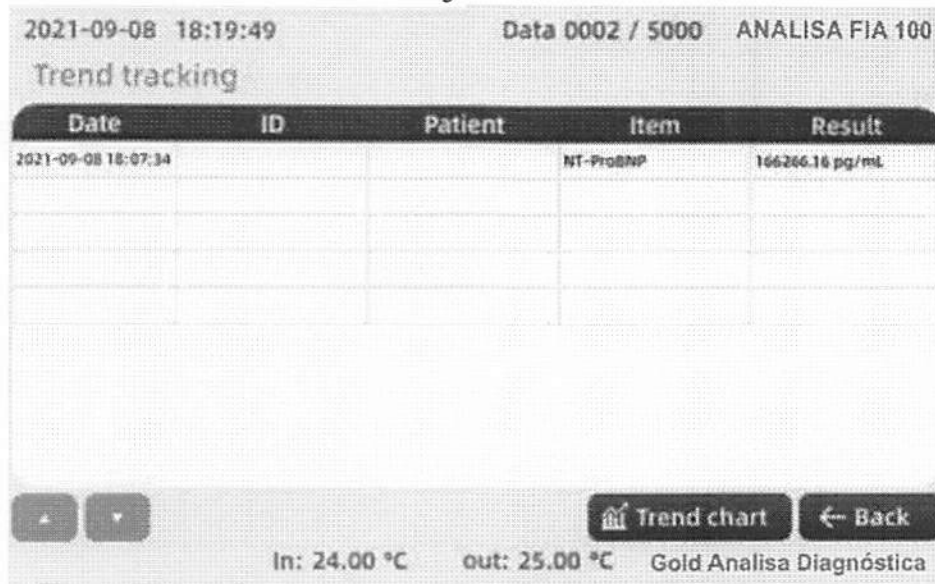 2021-09-08 18:19:49 Data 0002 / 5000 ANALISA FIA 100
Trend tracking
Date ID Patient Item Result
2021-09-08 18:07:34 NT-ProBNP 166266.16 pg/mL
Trend chart ← Back
In: 24.00 °C out: 25.00 °C Gold Analisa Diagnóstica